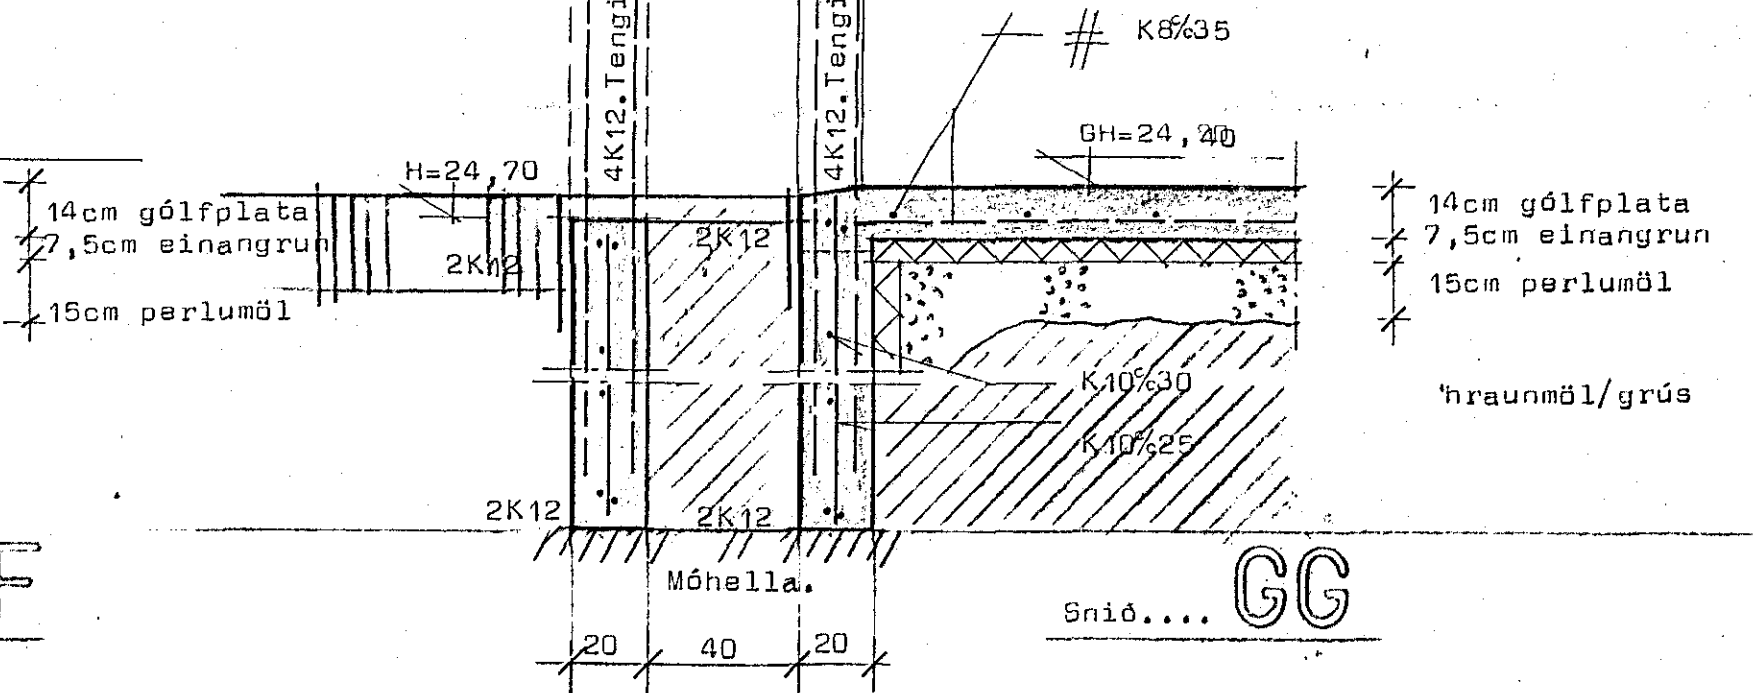 4K12.Tengi
4K12.Tengi
K8%35
GH=24,
H=24,70
14cm gólfplata
7,5cm einangrun
15cm perlumöl
2K12
2K12
14cm gólfplata
7,5cm einangrun
15cm perlumöl
K10%30
hraunmöl/grús
K10%25
2K12
2K12
Móhella.
Snið.... GG
20
40
20